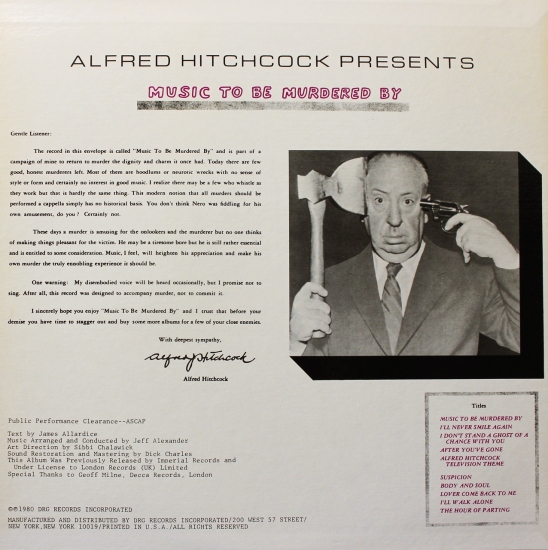 ALFRED HITCHCOCK PRESENTS
MUSIC TO BE MURDERED BY
Gentle Listener:
The record in this envelope is called "Music To Be Murdered By" and is part of a
campaign of mine to return to murder the dignity and charm it once had. Today there are few
good, honest murderers left. Most of them are hoodlums or neurotic wrecks with no sense of
style or form and certainly no interest in good music. I realize there may be a few who whistle as
they work but that is hardly the same thing. This modern notion that all murders should be
performed a cappella simply has no historical basis. You don't think Nero was fiddling for his
own amusement, do you? Certainly not.
These days a murder is amusing for the onlookers and the murderer but no one thinks
of making things pleasant for the victim. He may be a tiresome bore but he is still rather essential
and is entitled to some consideration. Music, I feel, will heighten his appreciation and make his
own murder the truly ennobling experience it should be.
One warning: My disembodied voice will be heard occasionally, but I promise not to
sing. After all, this record was designed to accompany murder, not to commit it.
I sincerely hope you enjoy "Music To Be Murdered By" and I trust that before your
demise you have time to stagger out and buy some more albums for a few of your close enemies.
With deepest sympathy,
Alfred Hitchcock
Alfred Hitchcock
Public Performance Clearance--ASCAP
Text by James Allardice
Music Arranged and Conducted by Jeff Alexander
Art Direction by Sibbi Chalawick
Sound Restoration and Mastering by Dick Charles
This Album Was Previously Released by Imperial Records and
Under License to London Records (UK) Limited
Special Thanks to Geoff Milne, Decca Records, London
©℗1980 DRG RECORDS INCORPORATED
MANUFACTURED AND DISTRIBUTED BY DRG RECORDS INCORPORATED/200 WEST 57 STREET/
NEW YORK, NEW YORK 10019/PRINTED IN U.S.A./ALL RIGHTS RESERVED
Titles
MUSIC TO BE MURDERED BY
I'LL NEVER SMILE AGAIN
I DON'T STAND A GHOST OF A
CHANCE WITH YOU
AFTER YOU'VE GONE
ALFRED HITCHCOCK
TELEVISION THEME
SUSPICION
BODY AND SOUL
LOVER COME BACK TO ME
I'LL WALK ALONE
THE HOUR OF PARTING